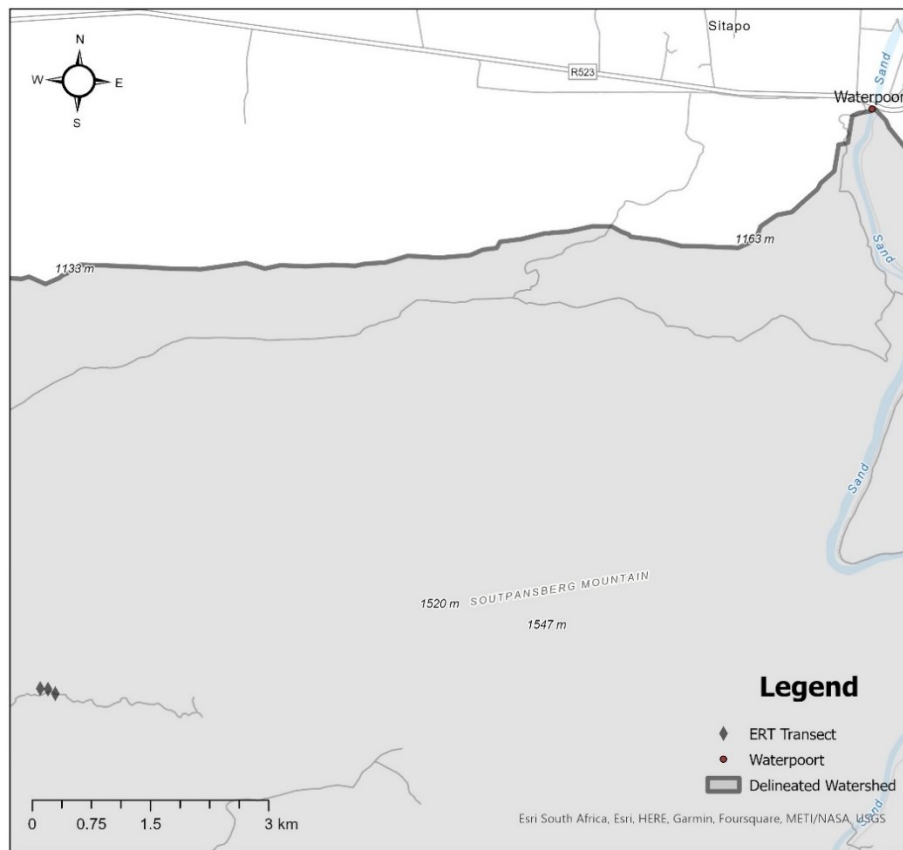 Sitapo
N
W E
S
R523
Sand
Waterpoort
1163 m
Sand
1133 m
Sand
SOUTPANSBERG MOUNTAIN
1520 m
1547 m
Legend
ERT Transect
Waterpoort
Delineated Watershed
Sand
0 0.75 1.5 3 km
Esri South Africa, Esri, HERE, Garmin, Foursquare, METI/NASA, USGS